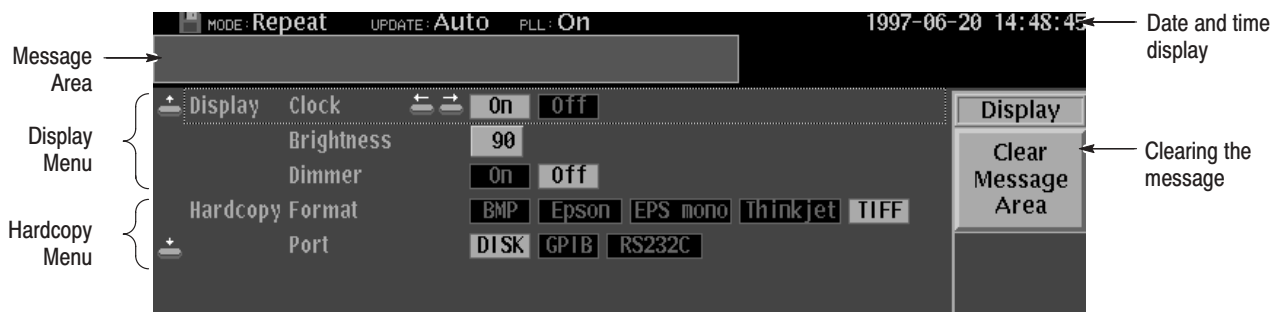 MODE: Repeat UPDATE: Auto PLL: On 1997-06-20 14:48:45
Date and time
display
Message
Area
Display Clock On Off
Brightness 90
Dimmer On Off
Hardcopy Format BMP Epson EPS mono Thinkjet TIFF
Port DISK GPIB RS232C
Display
Menu
Hardcopy
Menu
Display
Clear
Message
Area
Clearing the
message